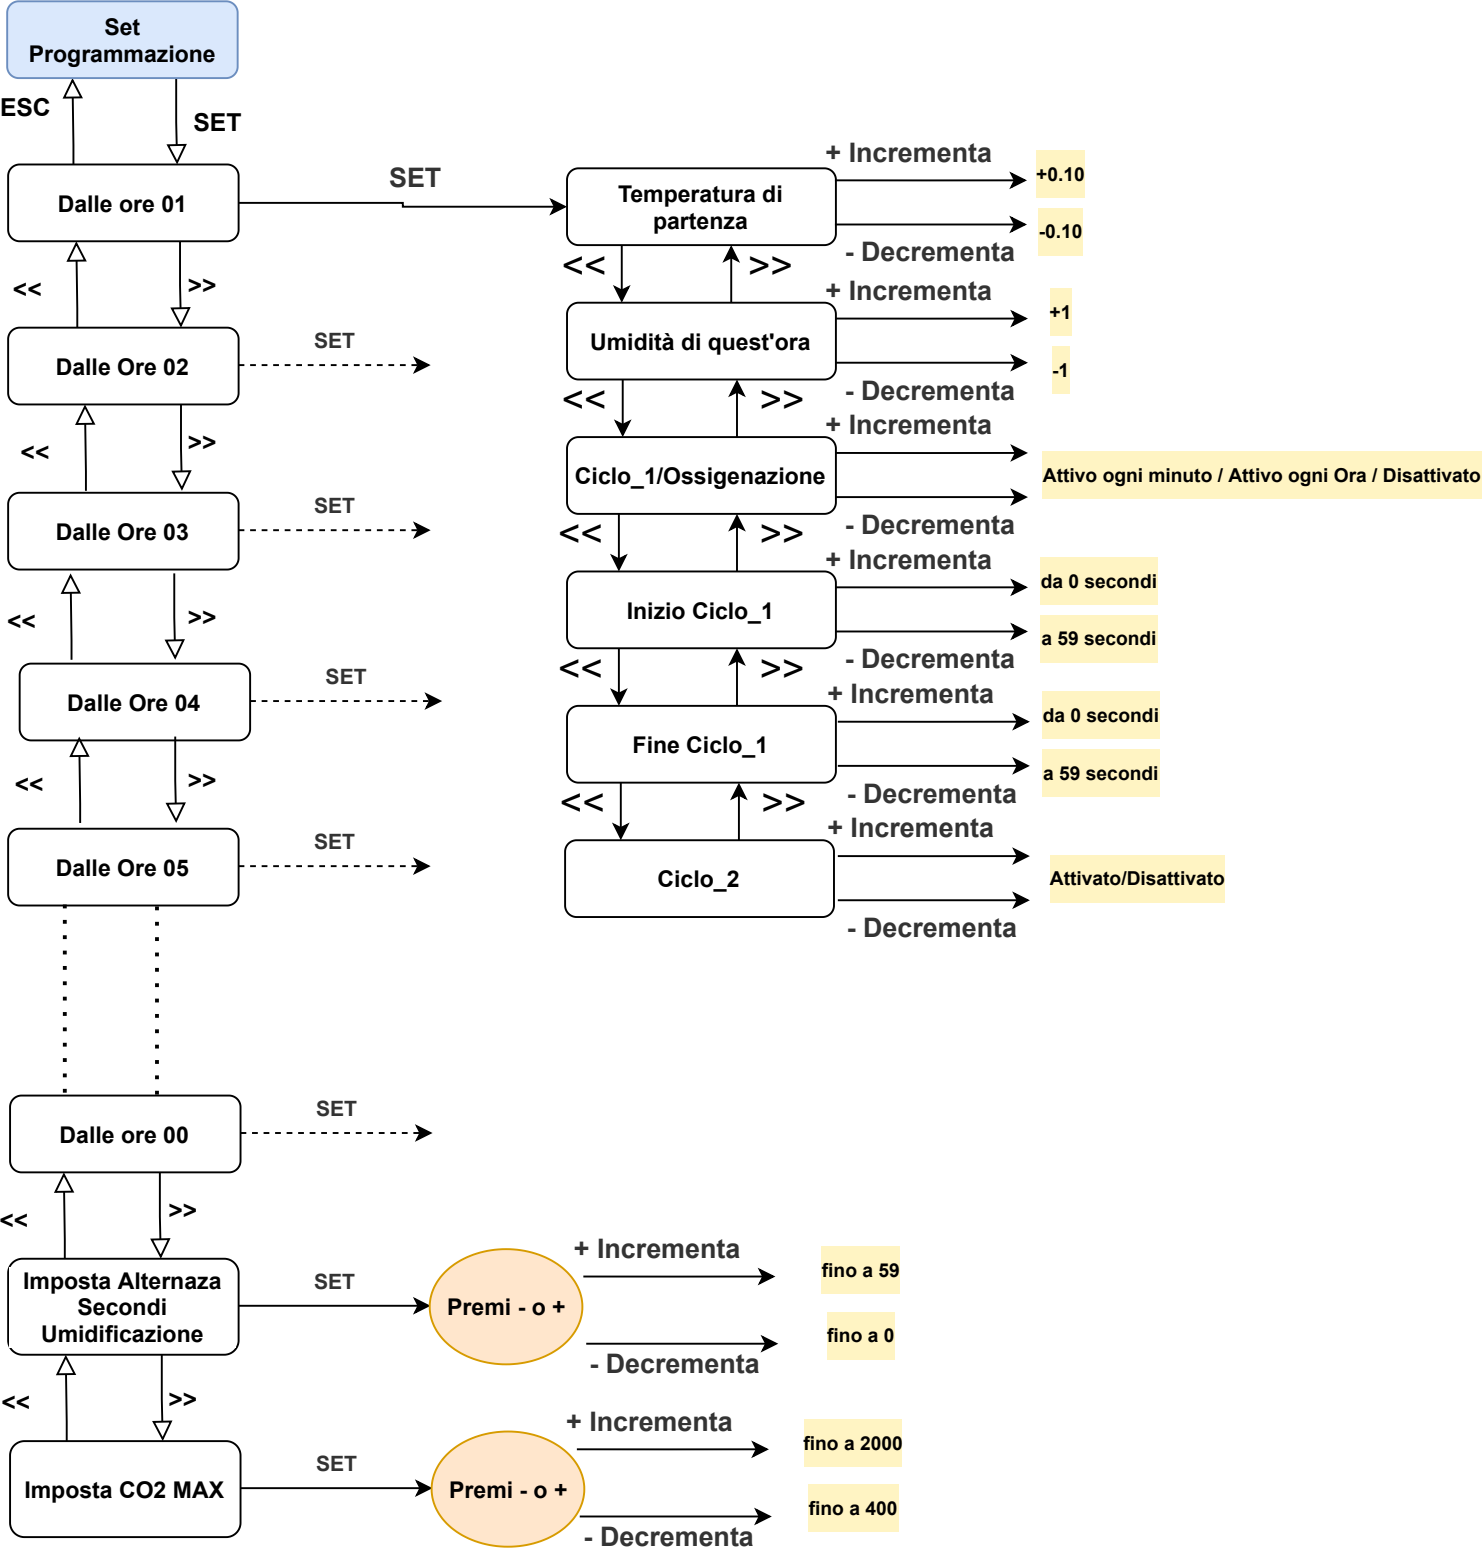 Set
Programmazione
ESC
SET
Dalle ore 01
SET
Temperatura di
partenza
+ Incrementa
+0.10
-0.10
- Decrementa
<<
>>
<<
>>
+ Incrementa
+1
Umidità di quest'ora
-1
- Decrementa
Dalle Ore 02
SET
<<
>>
+ Incrementa
<<
>>
Ciclo_1/Ossigenazione
Attivo ogni minuto / Attivo ogni Ora / Disattivato
- Decrementa
Dalle Ore 03
SET
<<
>>
+ Incrementa
da 0 secondi
Inizio Ciclo_1
a 59 secondi
- Decrementa
<<
>>
<<
>>
Dalle Ore 04
SET
+ Incrementa
da 0 secondi
Fine Ciclo_1
a 59 secondi
- Decrementa
<<
>>
<<
>>
+ Incrementa
Dalle Ore 05
SET
Ciclo_2
Attivato/Disattivato
- Decrementa
Dalle ore 00
SET
<<
>>
Imposta Alternaza
Secondi
Umidificazione
SET
Premi - o +
+ Incrementa
fino a 59
fino a 0
- Decrementa
<<
>>
Imposta CO2 MAX
SET
Premi - o +
+ Incrementa
fino a 2000
fino a 400
- Decrementa